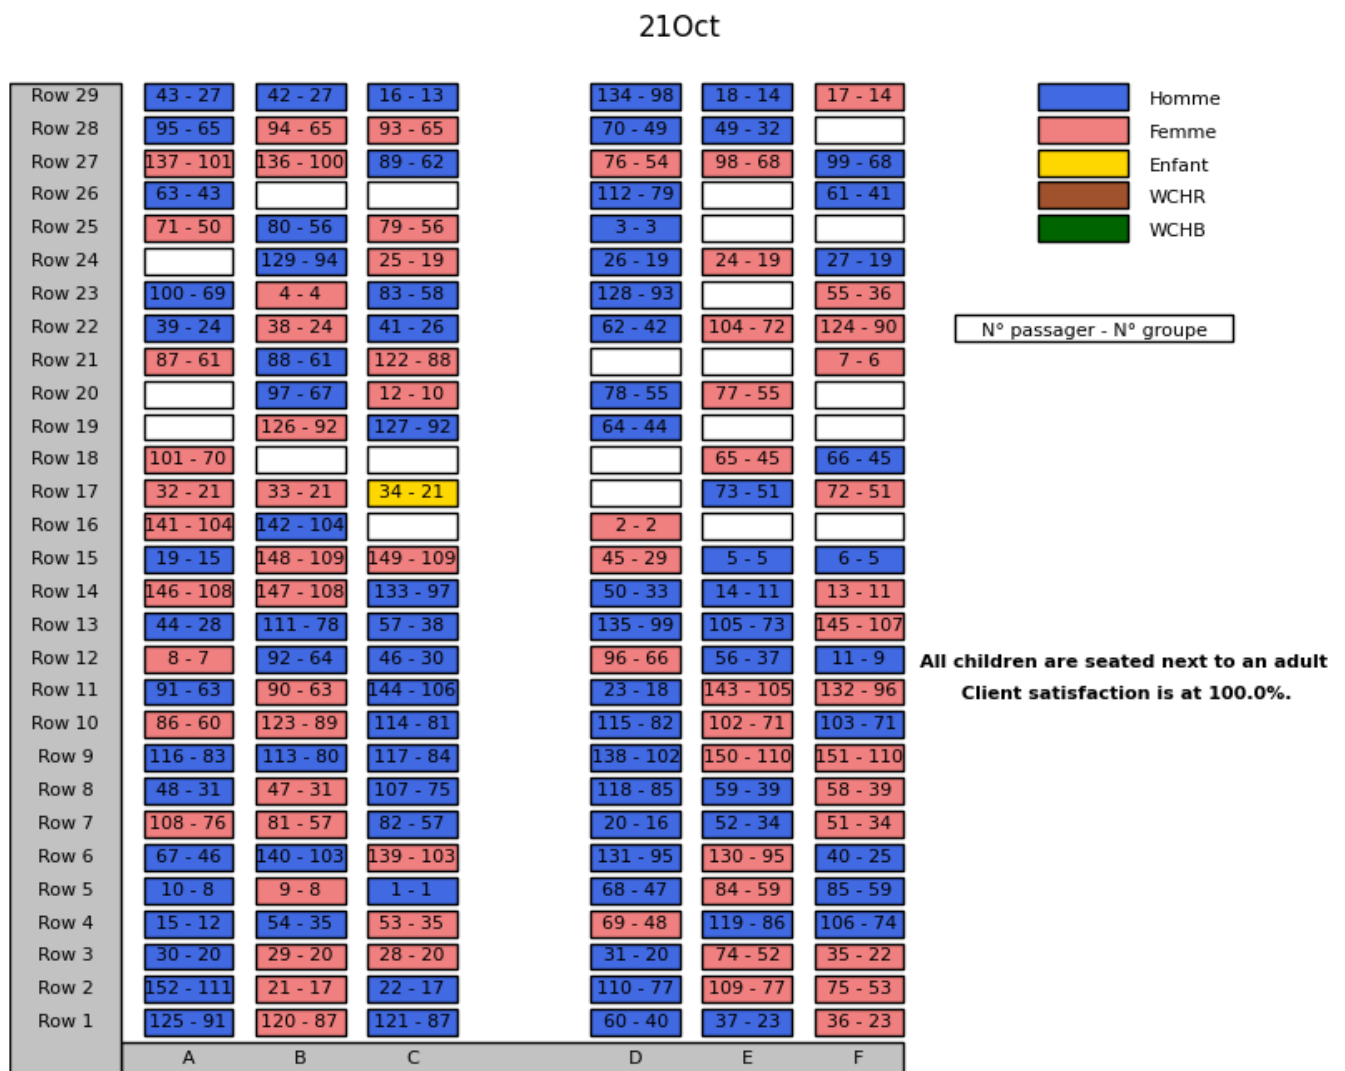 21Oct
Row 29 43 - 27 42 - 27 16 - 13 134 - 98 18 - 14 17 - 14 Homme
Row 28 95 - 65 94 - 65 93 - 65 70 - 49 49 - 32 Femme
Row 27 137 - 101 136 - 100 89 - 62 76 - 54 98 - 68 99 - 68 Enfant
Row 26 63 - 43 112 - 79 61 - 41 WCHR
Row 25 71 - 50 80 - 56 79 - 56 3 - 3 WCHB
Row 24 129 - 94 25 - 19 26 - 19 24 - 19 27 - 19
Row 23 100 - 69 4 - 4 83 - 58 128 - 93 55 - 36
Row 22 39 - 24 38 - 24 41 - 26 62 - 42 104 - 72 124 - 90 N° passager - N° groupe
Row 21 87 - 61 88 - 61 122 - 88 7 - 6
Row 20 97 - 67 12 - 10 78 - 55 77 - 55
Row 19 126 - 92 127 - 92 64 - 44
Row 18 101 - 70 65 - 45 66 - 45
Row 17 32 - 21 33 - 21 34 - 21 73 - 51 72 - 51
Row 16 141 - 104 142 - 104 2 - 2
Row 15 19 - 15 148 - 109 149 - 109 45 - 29 5 - 5 6 - 5
Row 14 146 - 108 147 - 108 133 - 97 50 - 33 14 - 11 13 - 11
Row 13 44 - 28 111 - 78 57 - 38 135 - 99 105 - 73 145 - 107
Row 12 8 - 7 92 - 64 46 - 30 96 - 66 56 - 37 11 - 9 All children are seated next to an adult
Row 11 91 - 63 90 - 63 144 - 106 23 - 18 143 - 105 132 - 96 Client satisfaction is at 100.0%.
Row 10 86 - 60 123 - 89 114 - 81 115 - 82 102 - 71 103 - 71
Row 9 116 - 83 113 - 80 117 - 84 138 - 102 150 - 110 151 - 110
Row 8 48 - 31 47 - 31 107 - 75 118 - 85 59 - 39 58 - 39
Row 7 108 - 76 81 - 57 82 - 57 20 - 16 52 - 34 51 - 34
Row 6 67 - 46 140 - 103 139 - 103 131 - 95 130 - 95 40 - 25
Row 5 10 - 8 9 - 8 1 - 1 68 - 47 84 - 59 85 - 59
Row 4 15 - 12 54 - 35 53 - 35 69 - 48 119 - 86 106 - 74
Row 3 30 - 20 29 - 20 28 - 20 31 - 20 74 - 52 35 - 22
Row 2 152 - 111 21 - 17 22 - 17 110 - 77 109 - 77 75 - 53
Row 1 125 - 91 120 - 87 121 - 87 60 - 40 37 - 23 36 - 23
A B C D E F